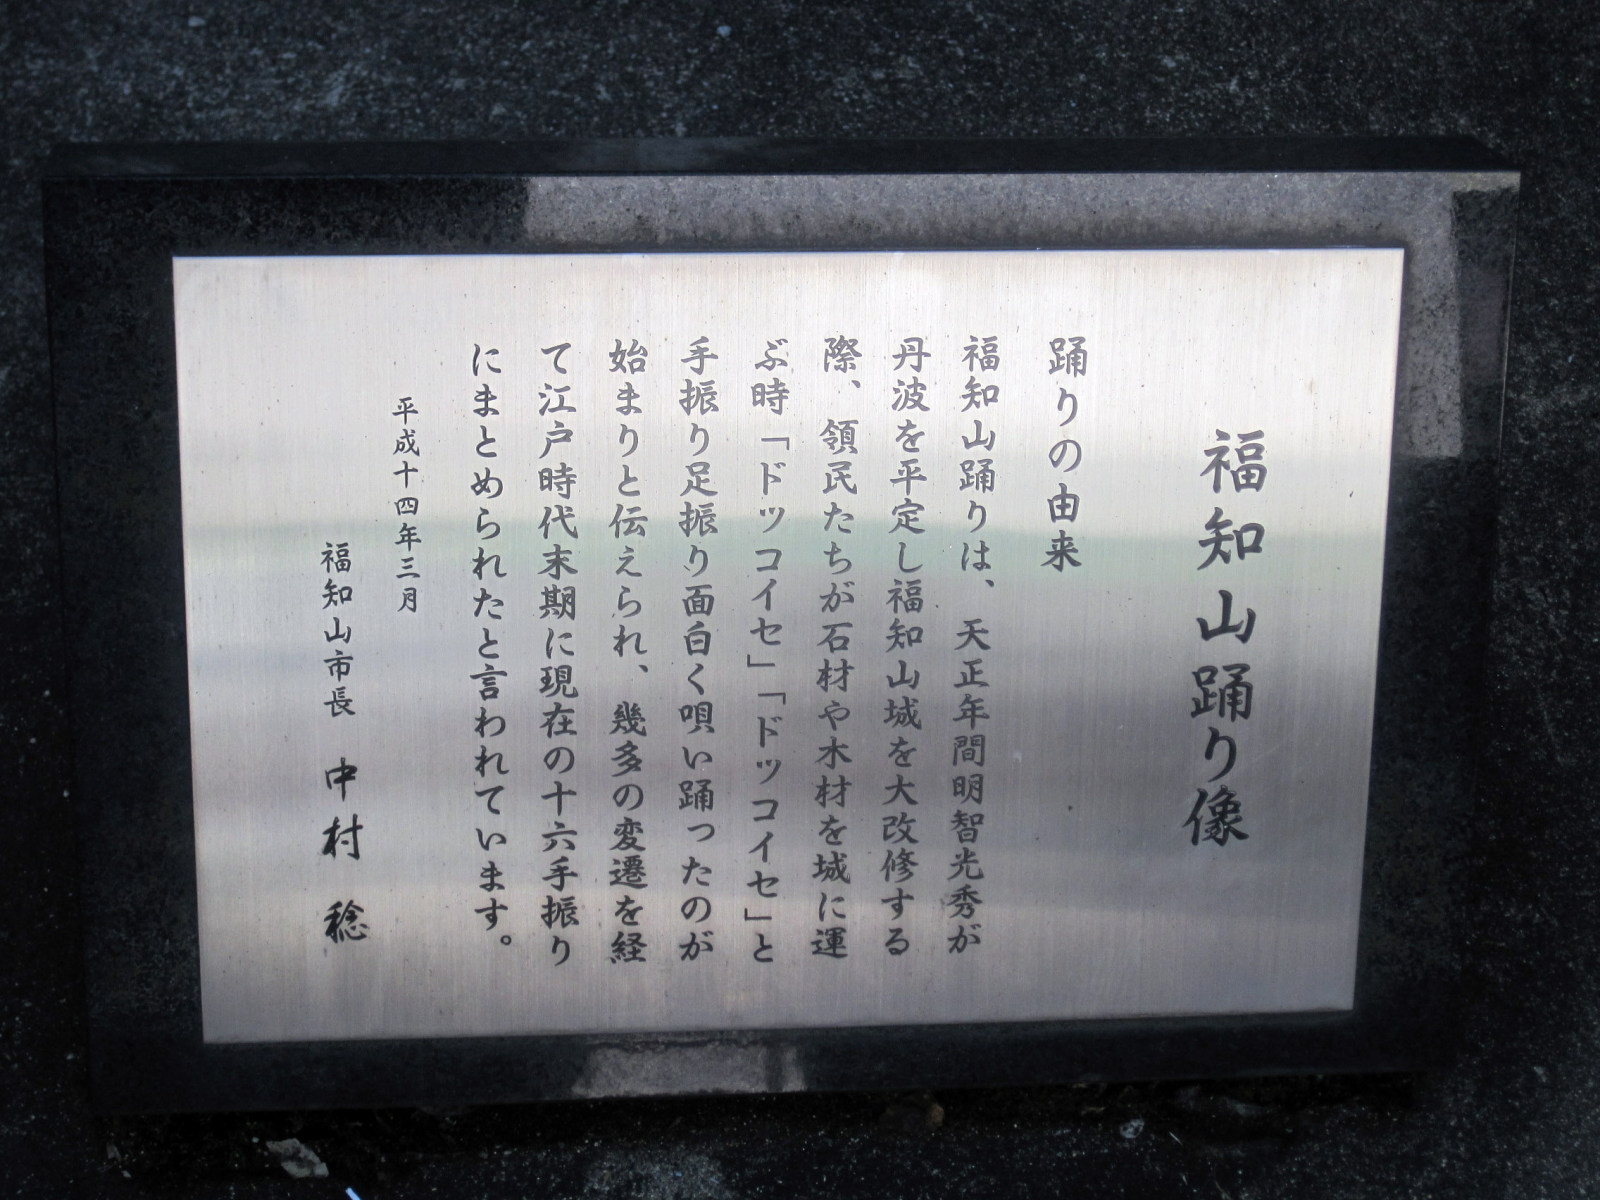 福知山踊り像
踊りの由来
福知山踊りは、天正年間明智光秀が
丹波を平定し福知山城を大改修する
際、領民たちが石材や木材を城に運
ぶ時「ドッコイセ」「ドッコイセ」と
手振り足振り面白く唄い踊ったのが
始まりと伝えられ、幾多の変遷を経
て江戸時代末期に現在の十六手振り
にまとめられたと言われています。
平成十四年三月
福知山市長 中村 稔